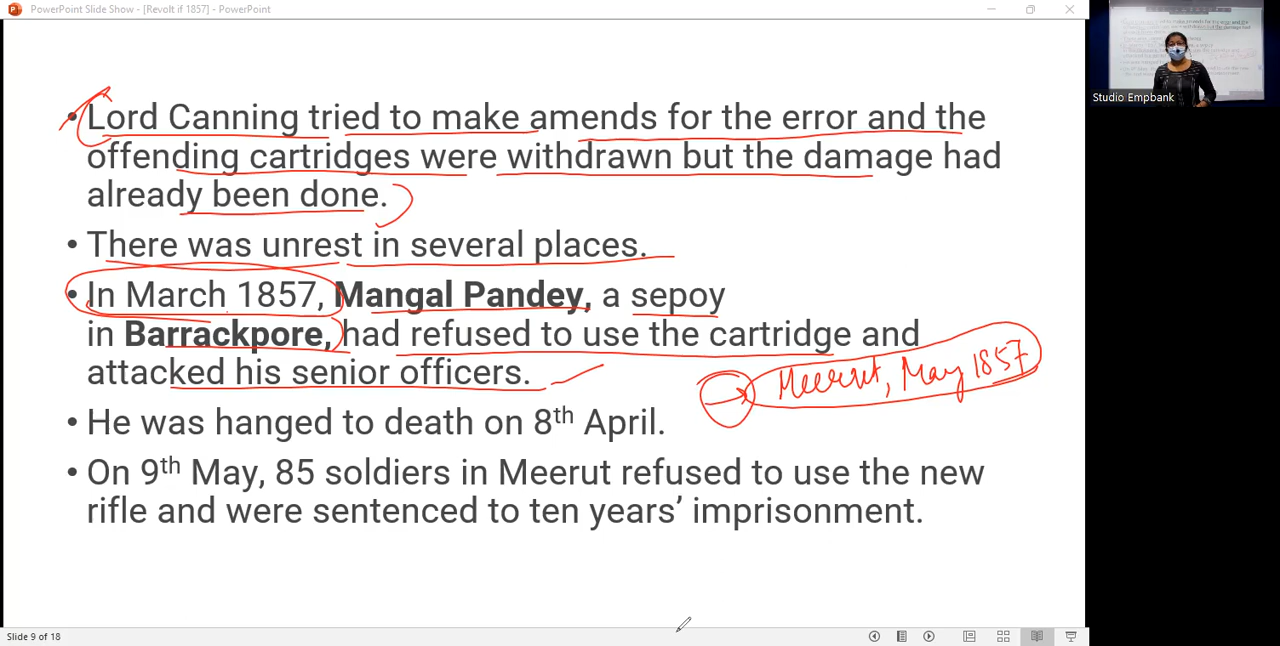 PowerPoint Slide Show - [Revolt if 1857] - PowerPoint
• Lord Canning tried to make amends for the error and the
offending cartridges were withdrawn but the damage had
already been done.
• There was unrest in several places.
• In March 1857, Mangal Pandey, a sepoy
in Barrackpore, had refused to use the cartridge and
attacked his senior officers.
Meerut, May 1857
• He was hanged to death on 8th April.
• On 9th May, 85 soldiers in Meerut refused to use the new
rifle and were sentenced to ten years’ imprisonment.
Slide 9 of 18
Studio Empbank